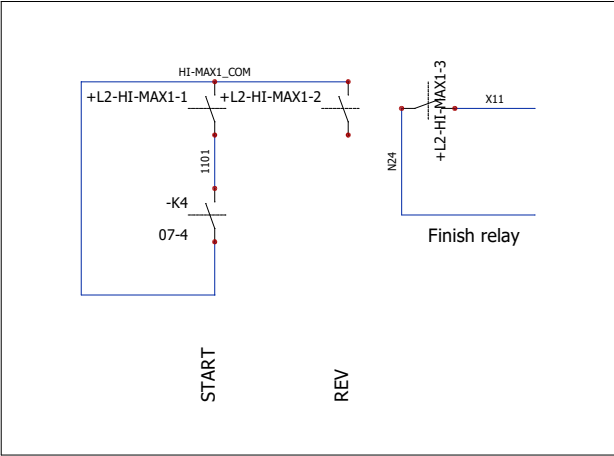 HI-MAX1_COM
+L2-HI-MAX1-1
+L2-HI-MAX1-2
+L2-HI-MAX1-3
X11
1101
N24
-K4
07-4
Finish relay
START
REV